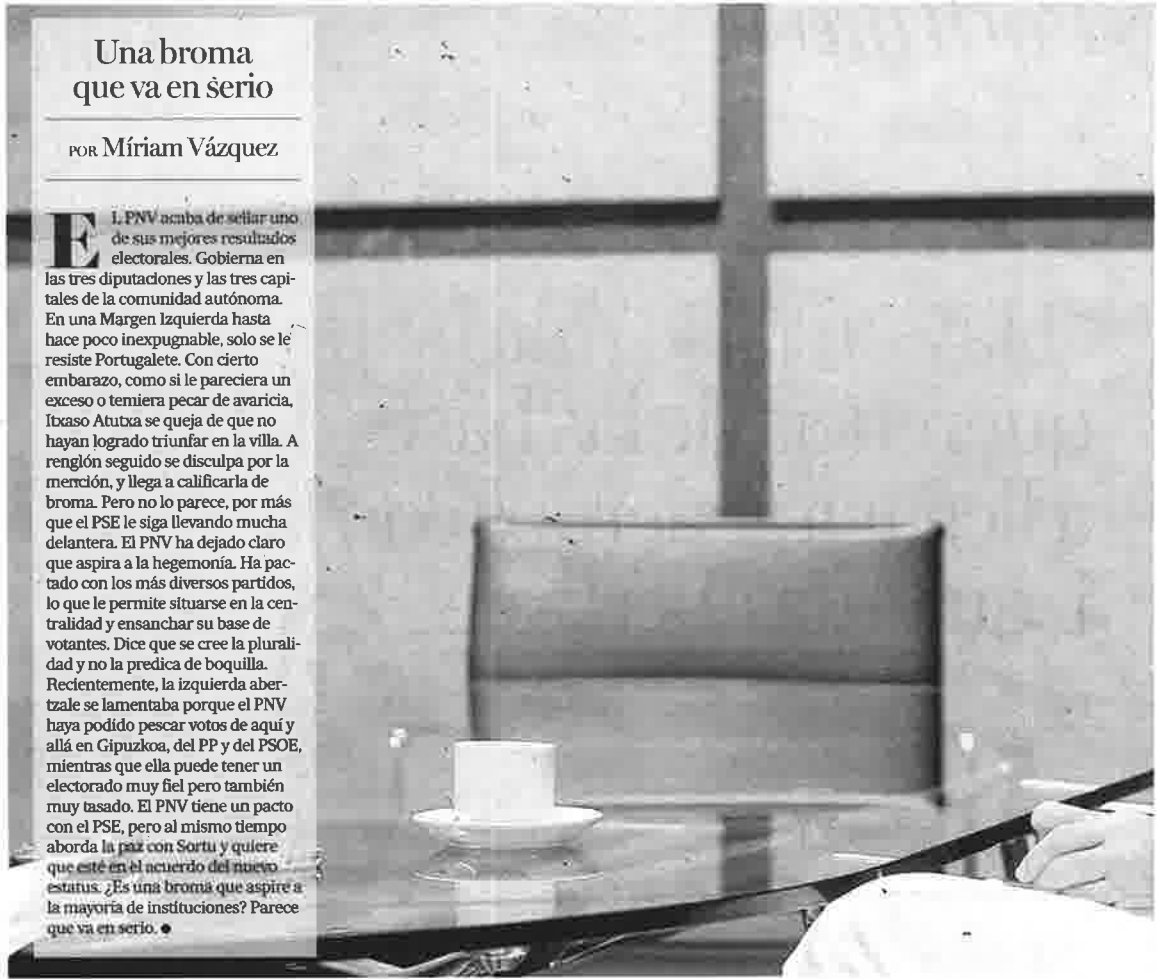 Una broma
que va en serio
POR Míriam Vázquez
EL PNV acaba de sellar uno
de sus mejores resultados
electorales. Gobierna en
las tres diputaciones y las tres capi-
tales de la comunidad autónoma.
En una Margen Izquierda hasta
hace poco inexpugnable, solo se le
resiste Portugalete. Con cierto
embarazo, como si le pareciera un
exceso o temiera pecar de avaricia,
Itxaso Atutxa se queja de que no
hayan logrado triunfar en la villa. A
renglón seguido se disculpa por la
mención, y llega a calificarla de
broma. Pero no lo parece, por más
que el PSE le siga llevando mucha
delantera. El PNV ha dejado claro
que aspira a la hegemonía. Ha pac-
tado con los más diversos partidos,
lo que le permite situarse en la cen-
tralidad y ensanchar su base de
votantes. Dice que se cree la plurali-
dad y no la predica de boquilla.
Recientemente, la izquierda aber-
tzale se lamentaba porque el PNV
haya podido pescar votos de aquí y
allá en Gipuzkoa, del PP y del PSOE,
mientras que ella puede tener un
electorado muy fiel pero también
muy tasado. El PNV tiene un pacto
con el PSE, pero al mismo tiempo
aborda la paz con Sortu y quiere
que esté en el acuerdo del nuevo
estatus. ¿Es una broma que aspire a
la mayoría de instituciones? Parece
que va en serio. ●